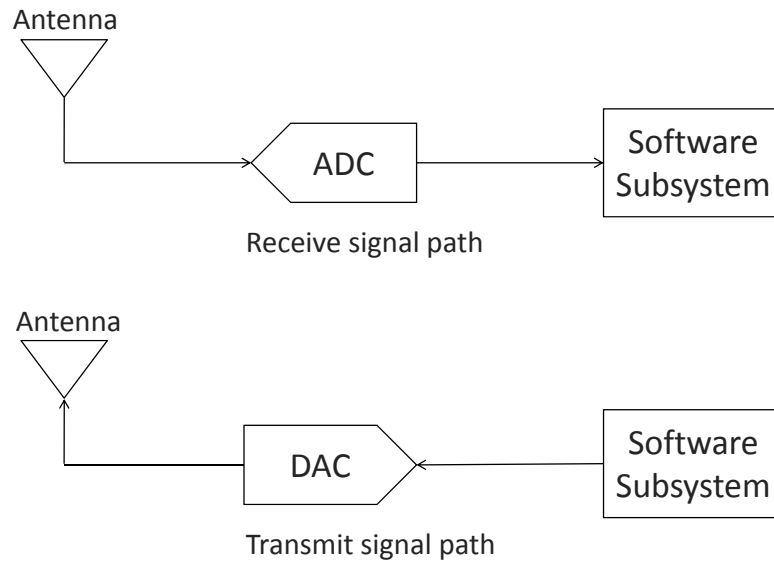 Antenna
ADC
Software
Subsystem
Receive signal path
Antenna
DAC
Software
Subsystem
Transmit signal path